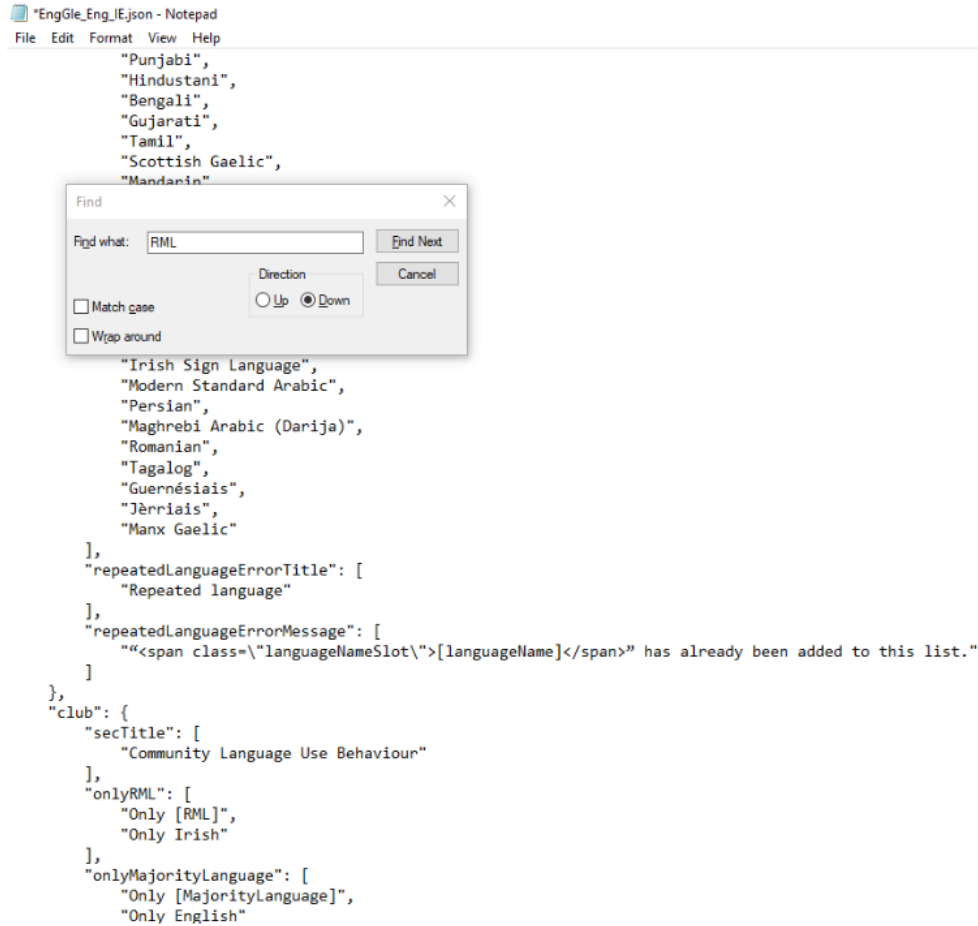 *EngGle_Eng_IE.json - Notepad
File Edit Format View Help
"Punjabi",
"Hindustani",
"Bengali",
"Gujarati",
"Tamil",
"Scottish Gaelic",
"Mandarin"
Find
Find what: RML Find Next
Direction Cancel
Up Down
Match case
Wrap around
"Irish Sign Language",
"Modern Standard Arabic",
"Persian",
"Maghrebi Arabic (Darija)",
"Romanian",
"Tagalog",
"Guernésiais",
"Jèrriais",
"Manx Gaelic"
],
"repeatedLanguageErrorTitle": [
"Repeated language"
],
"repeatedLanguageErrorMessage": [
"“<span class=\"languageNameSlot\">[languageName]</span>” has already been added to this list."
]
},
"club": {
"secTitle": [
"Community Language Use Behaviour"
],
"onlyRML": [
"Only [RML]",
"Only Irish"
],
"onlyMajorityLanguage": [
"Only [MajorityLanguage]",
"Only English"